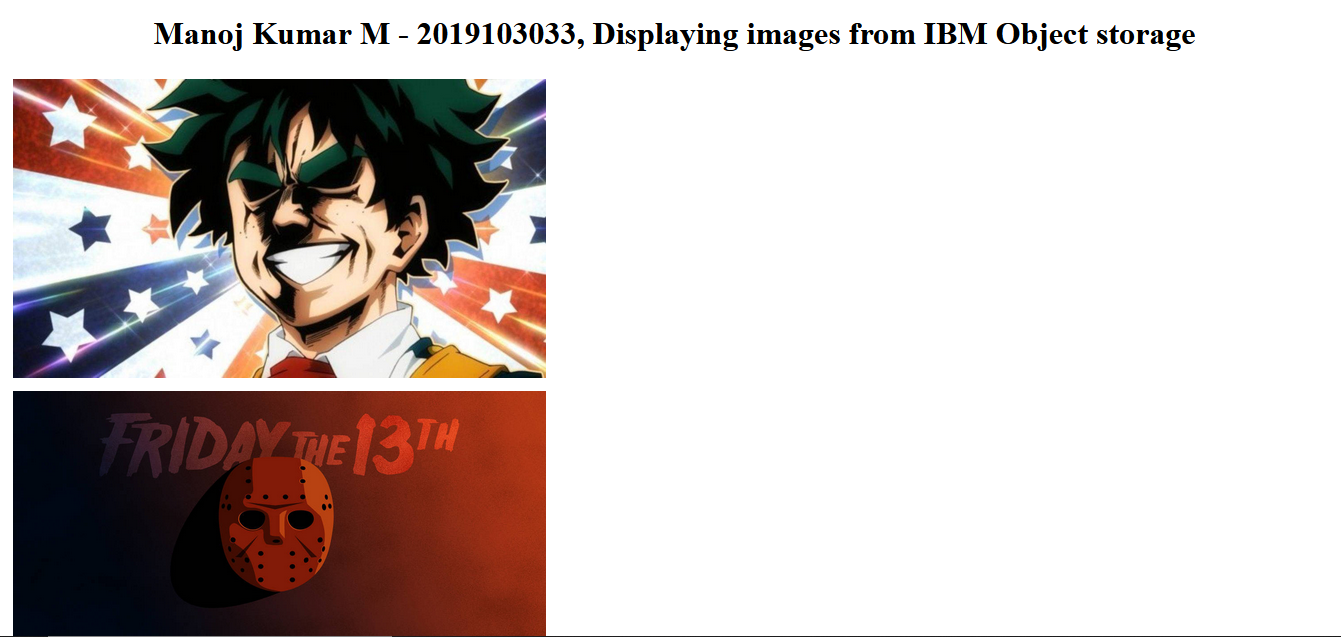 Manoj Kumar M - 2019103033, Displaying images from IBM Object storage
FRIDAY THE 13TH